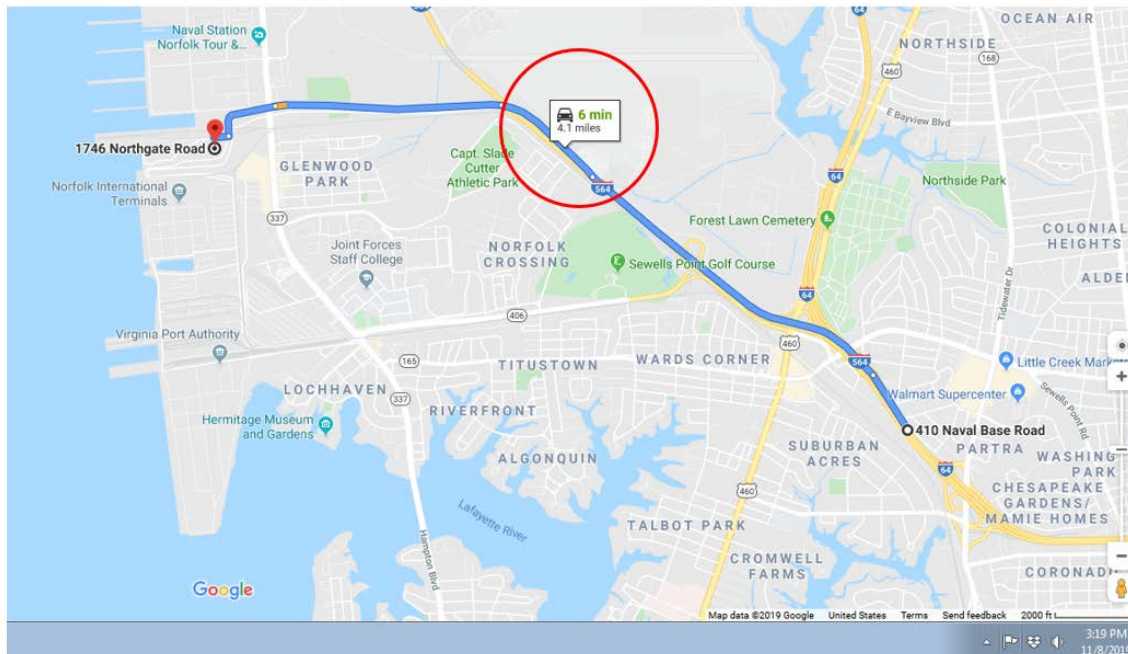 OCEAN AIR
Naval Station
Norfolk Tour &...
64
NORTHSIDE
168
460
E Bayview Blvd
6 min
4.1 miles
1746 Northgate Road
GLENWOOD
PARK
Capt. Slade
Cutter
Athletic Park
564
64
Northside Park
Norfolk International
Terminals
337
Forest Lawn Cemetery
COLONIAL
HEIGHTS
Joint Forces
Staff College
NORFOLK
CROSSING
Sewells Point Golf Course
ALDE
Tidewater Dr
64
406
Virginia Port Authority
165
TITUSTOWN
WARDS CORNER
460
564
Little Creek Marke
LOCHHAVEN
337
Walmart Supercenter
Sewells Point Rd
Hermitage Museum
and Gardens
RIVERFRONT
410 Naval Base Road
ALGONQUIN
SUBURBAN
ACRES
PARTRA
WASHING
PARK
64
460
CHESAPEAKE
GARDENS/
MAMIE HOMES
Lafayette River
TALBOT PARK
Hampton Blvd
CROMWELL
FARMS
CORONAD
Google
Map data ©2019 Google United States Terms Send feedback 2000 ft
3:19 PM
11/8/2019